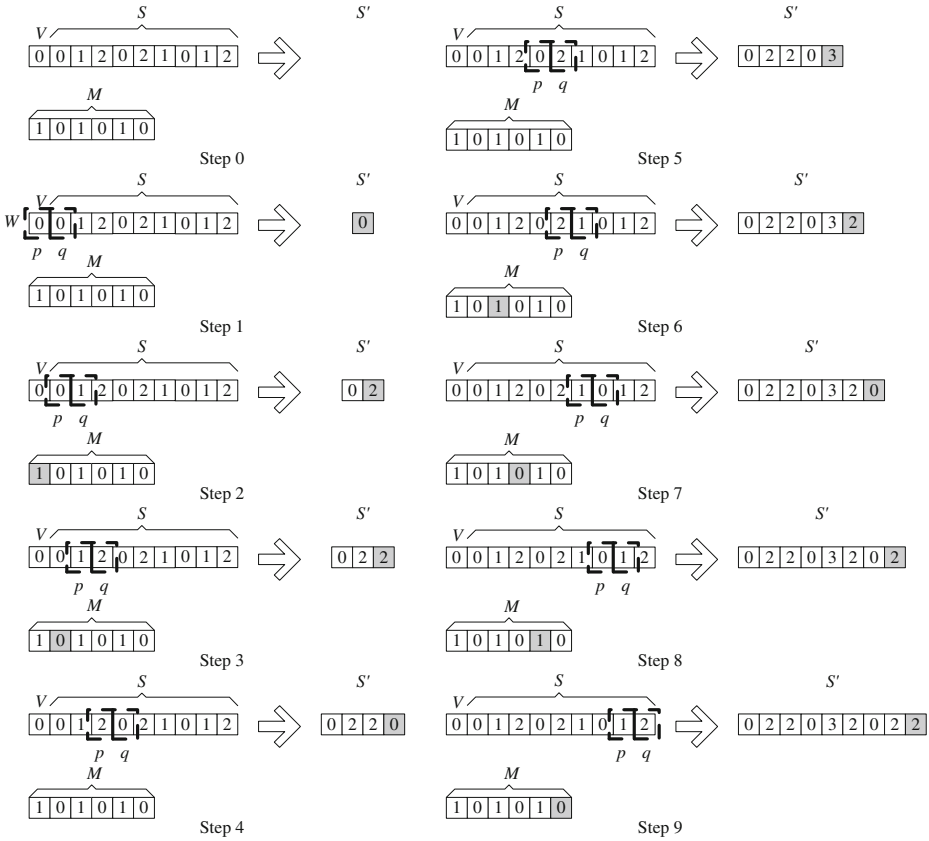 S S′
V
0 0 1 2 0 2 1 0 1 2
M
1 0 1 0 1 0
Step 0
S S′
V
W 0 0 1 2 0 2 1 0 1 2 0
p q
M
1 0 1 0 1 0
Step 1
S S′
V
0 0 1 2 0 2 1 0 1 2 0 2
p q
M
1 0 1 0 1 0
Step 2
S S′
V
0 0 1 2 0 2 1 0 1 2 0 2 2
p q
M
1 0 1 0 1 0
Step 3
S S′
V
0 0 1 2 0 2 1 0 1 2 0 2 2 0
p q
M
1 0 1 0 1 0
Step 4
S S′
V
0 0 1 2 0 2 1 0 1 2 0 2 2 0 3
p q
M
1 0 1 0 1 0
Step 5
S S′
V
0 0 1 2 0 2 1 0 1 2 0 2 2 0 3 2
p q
M
1 0 1 0 1 0
Step 6
S S′
V
0 0 1 2 0 2 1 0 1 2 0 2 2 0 3 2 0
p q
M
1 0 1 0 1 0
Step 7
S S′
V
0 0 1 2 0 2 1 0 1 2 0 2 2 0 3 2 0 2
p q
M
1 0 1 0 1 0
Step 8
S S′
V
0 0 1 2 0 2 1 0 1 2 0 2 2 0 3 2 0 2 2
p q
M
1 0 1 0 1 0
Step 9